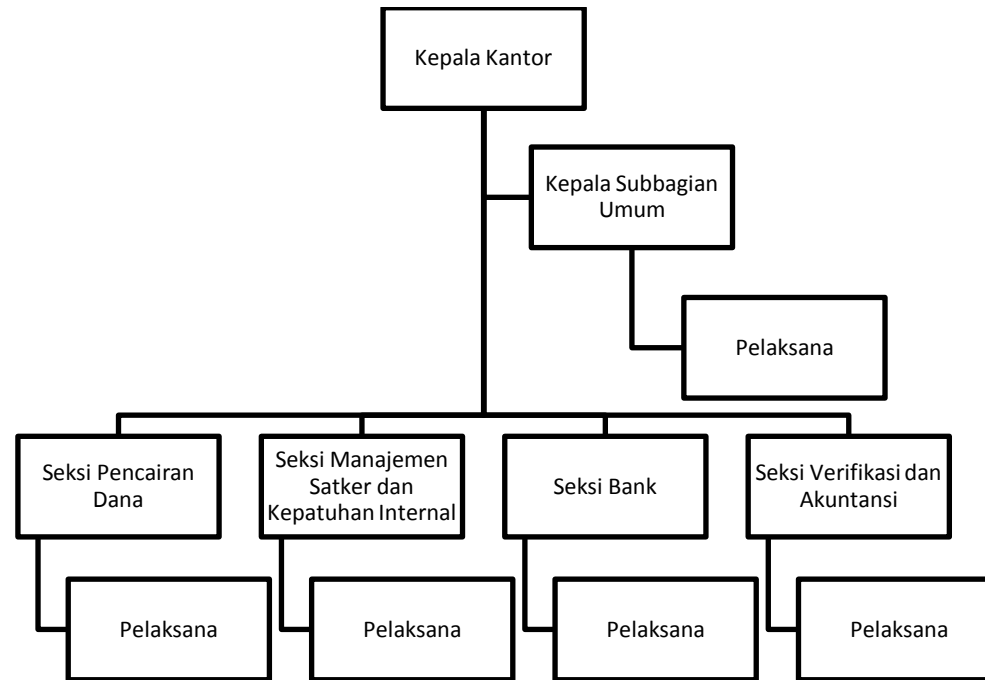 Kepala Kantor
Kepala Subbagian
Umum
Pelaksana
Seksi Pencairan
Dana
Seksi Manajemen
Satker dan
Kepatuhan Internal
Seksi Bank
Seksi Verifikasi dan
Akuntansi
Pelaksana
Pelaksana
Pelaksana
Pelaksana